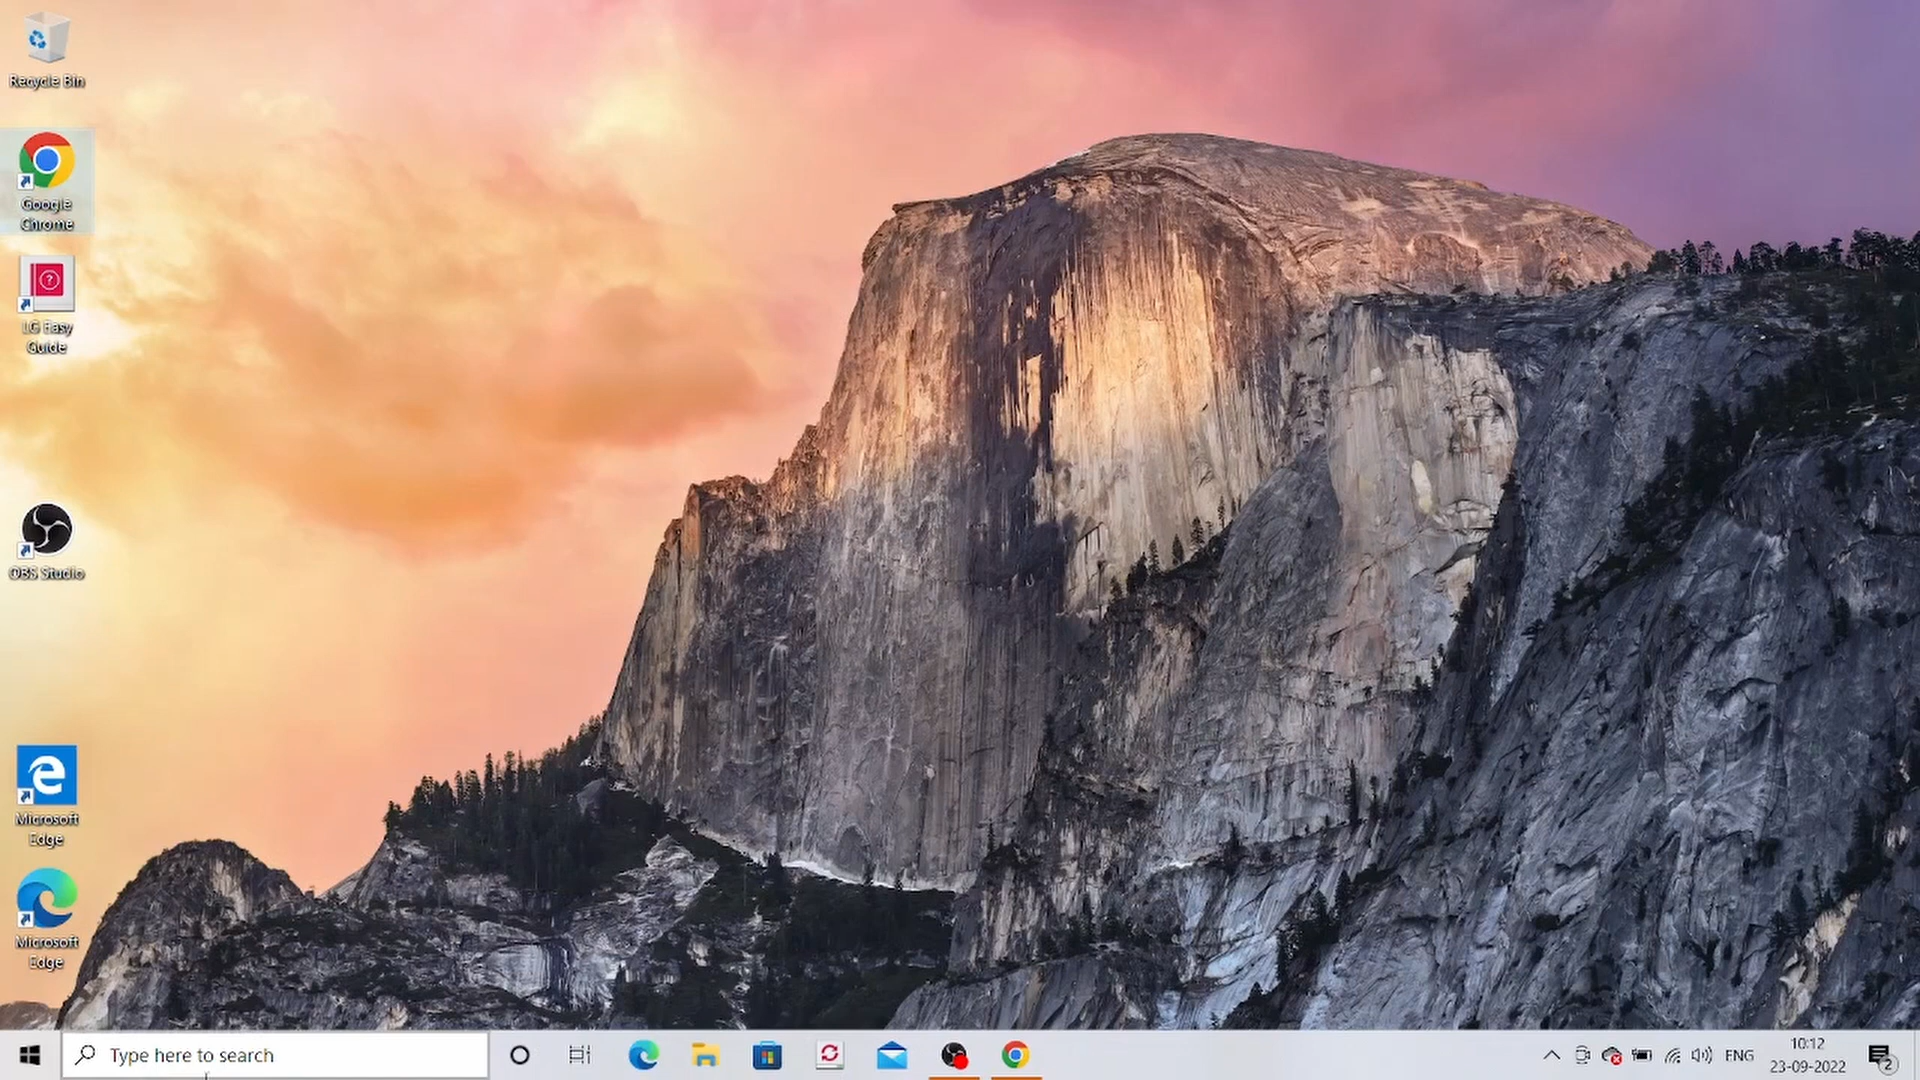 Recycle Bin
Google
Chrome
LG Easy
Guide
OBS Studio
Microsoft
Edge
Microsoft
Edge
Type here to search
ENG
10:12
23-09-2022
2